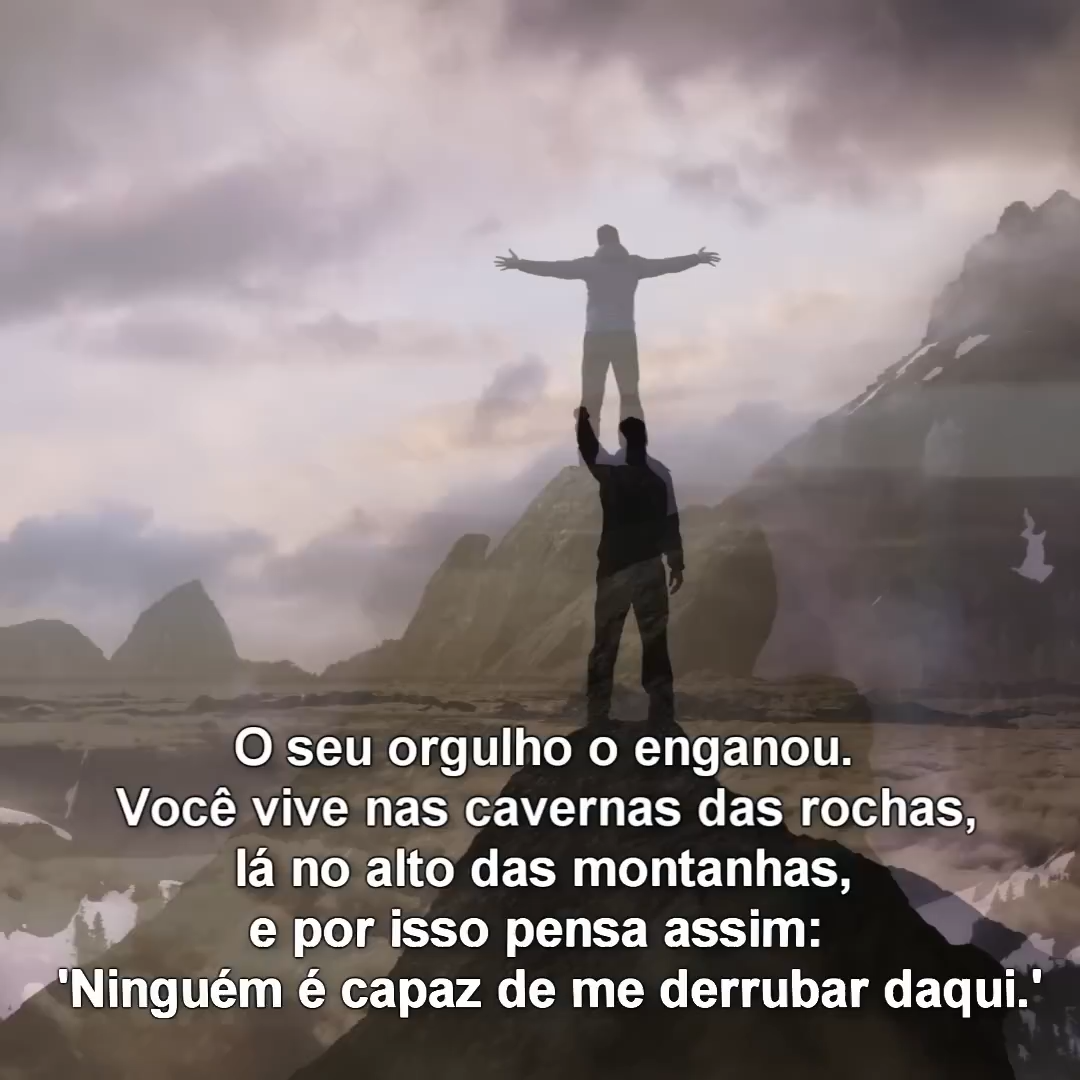 O seu orgulho o enganou.
Você vive nas cavernas das rochas,
lá no alto das montanhas,
e por isso pensa assim:
'Ninguém é capaz de me derrubar daqui.'